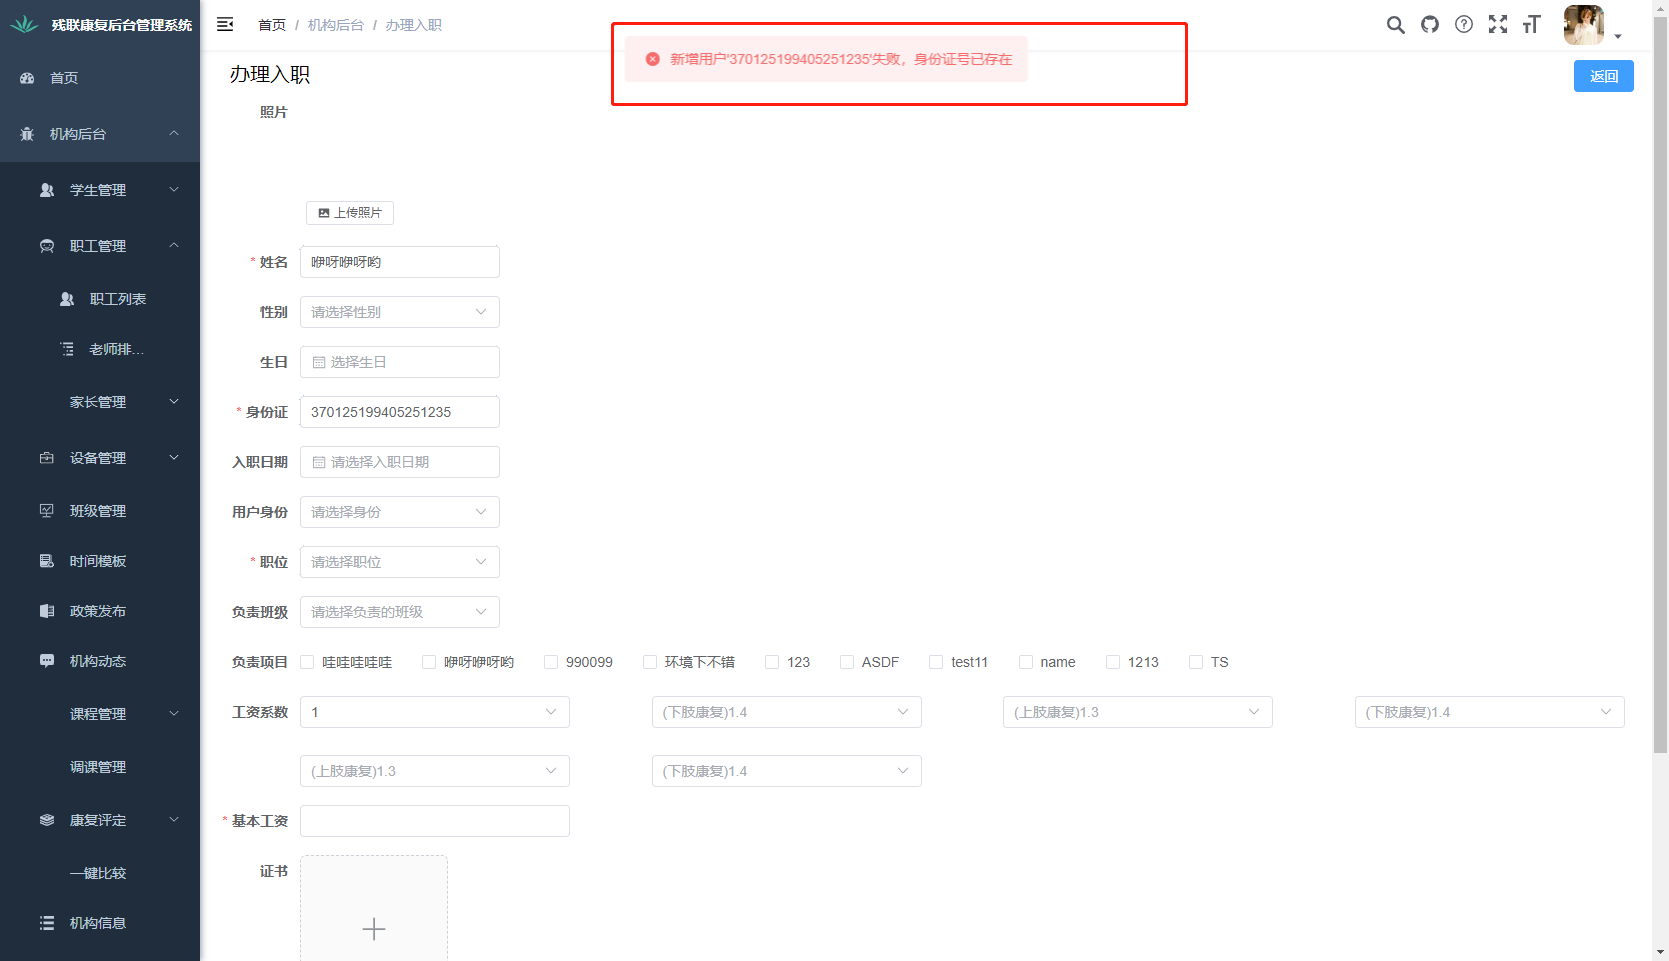 残联康复后台管理系统
首页 / 机构后台 / 办理入职
新增用户'370125199405251235'失败，身份证号已存在
首页
机构后台
学生管理
职工管理
职工列表
老师排...
家长管理
设备管理
班级管理
时间模板
政策发布
机构动态
课程管理
调课管理
康复评定
一键比较
机构信息
办理入职
返回
照片
上传照片
* 姓名 咿呀咿呀哟
性别 请选择性别
生日 选择生日
* 身份证 370125199405251235
入职日期 请选择入职日期
用户身份 请选择身份
* 职位 请选择职位
负责班级 请选择负责的班级
负责项目 哇哇哇哇哇 咿呀咿呀哟 990099 环境下不错 123 ASDF test11 name 1213 TS
工资系数 1 (下肢康复)1.4 (上肢康复)1.3 (下肢康复)1.4
(上肢康复)1.3 (下肢康复)1.4
* 基本工资
证书